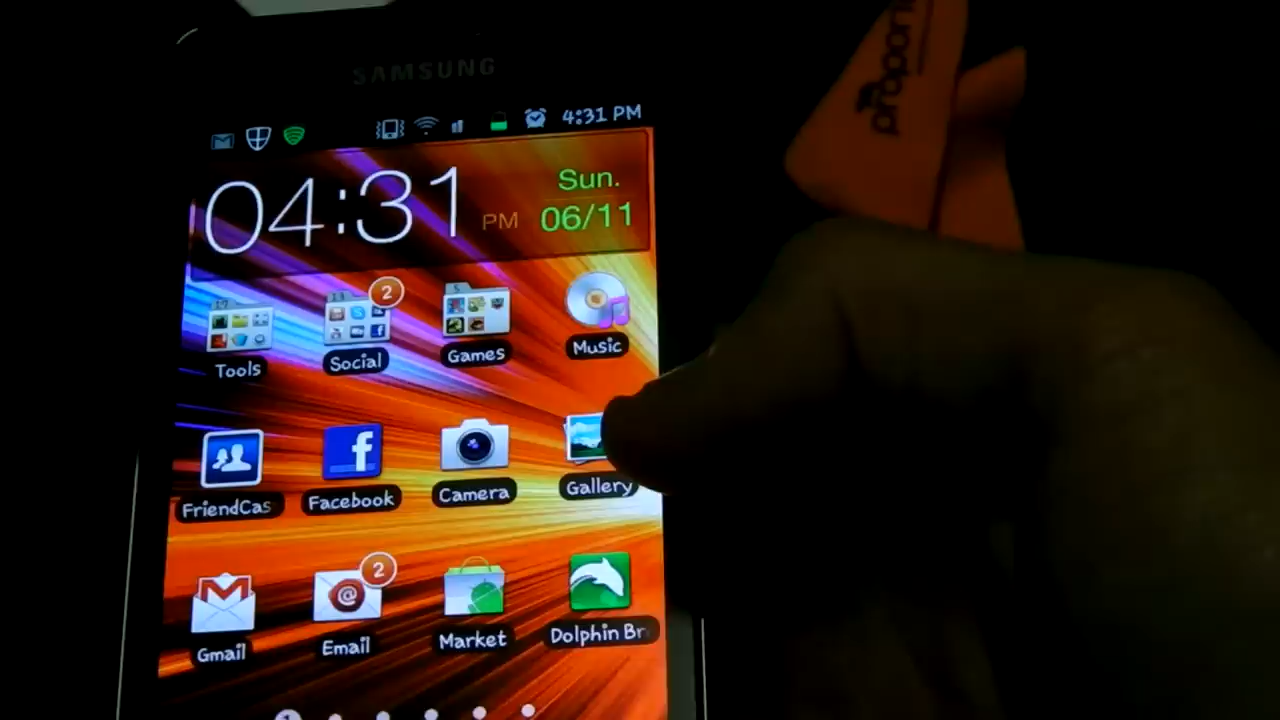 SAMSUNG
4:31 PM
04:31 PM
Sun.
06/11
2
Tools
Social
Games
Music
FriendCas
Facebook
Camera
Gallery
2
Gmail
Email
Market
Dolphin Br
1